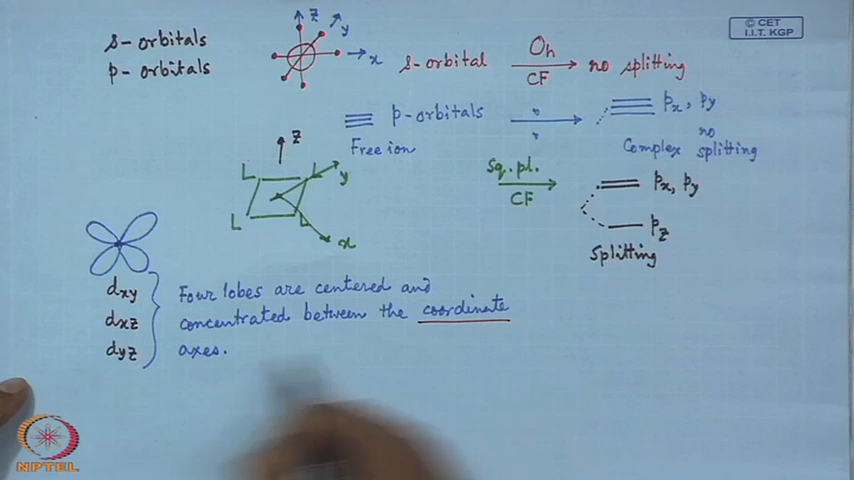 © CET
I.I.T. KGP
s-orbitals
p-orbitals
z
y
x
s-orbital Oh CF no splitting
p-orbitals
Free ion
px, py
Complex no splitting
z
y
x
L
L
L
L
sq. pl.
CF
px, py
pz
splitting
dxy
dxz
dyz
Four lobes are centered and
concentrated between the coordinate
axes.
NPTEL